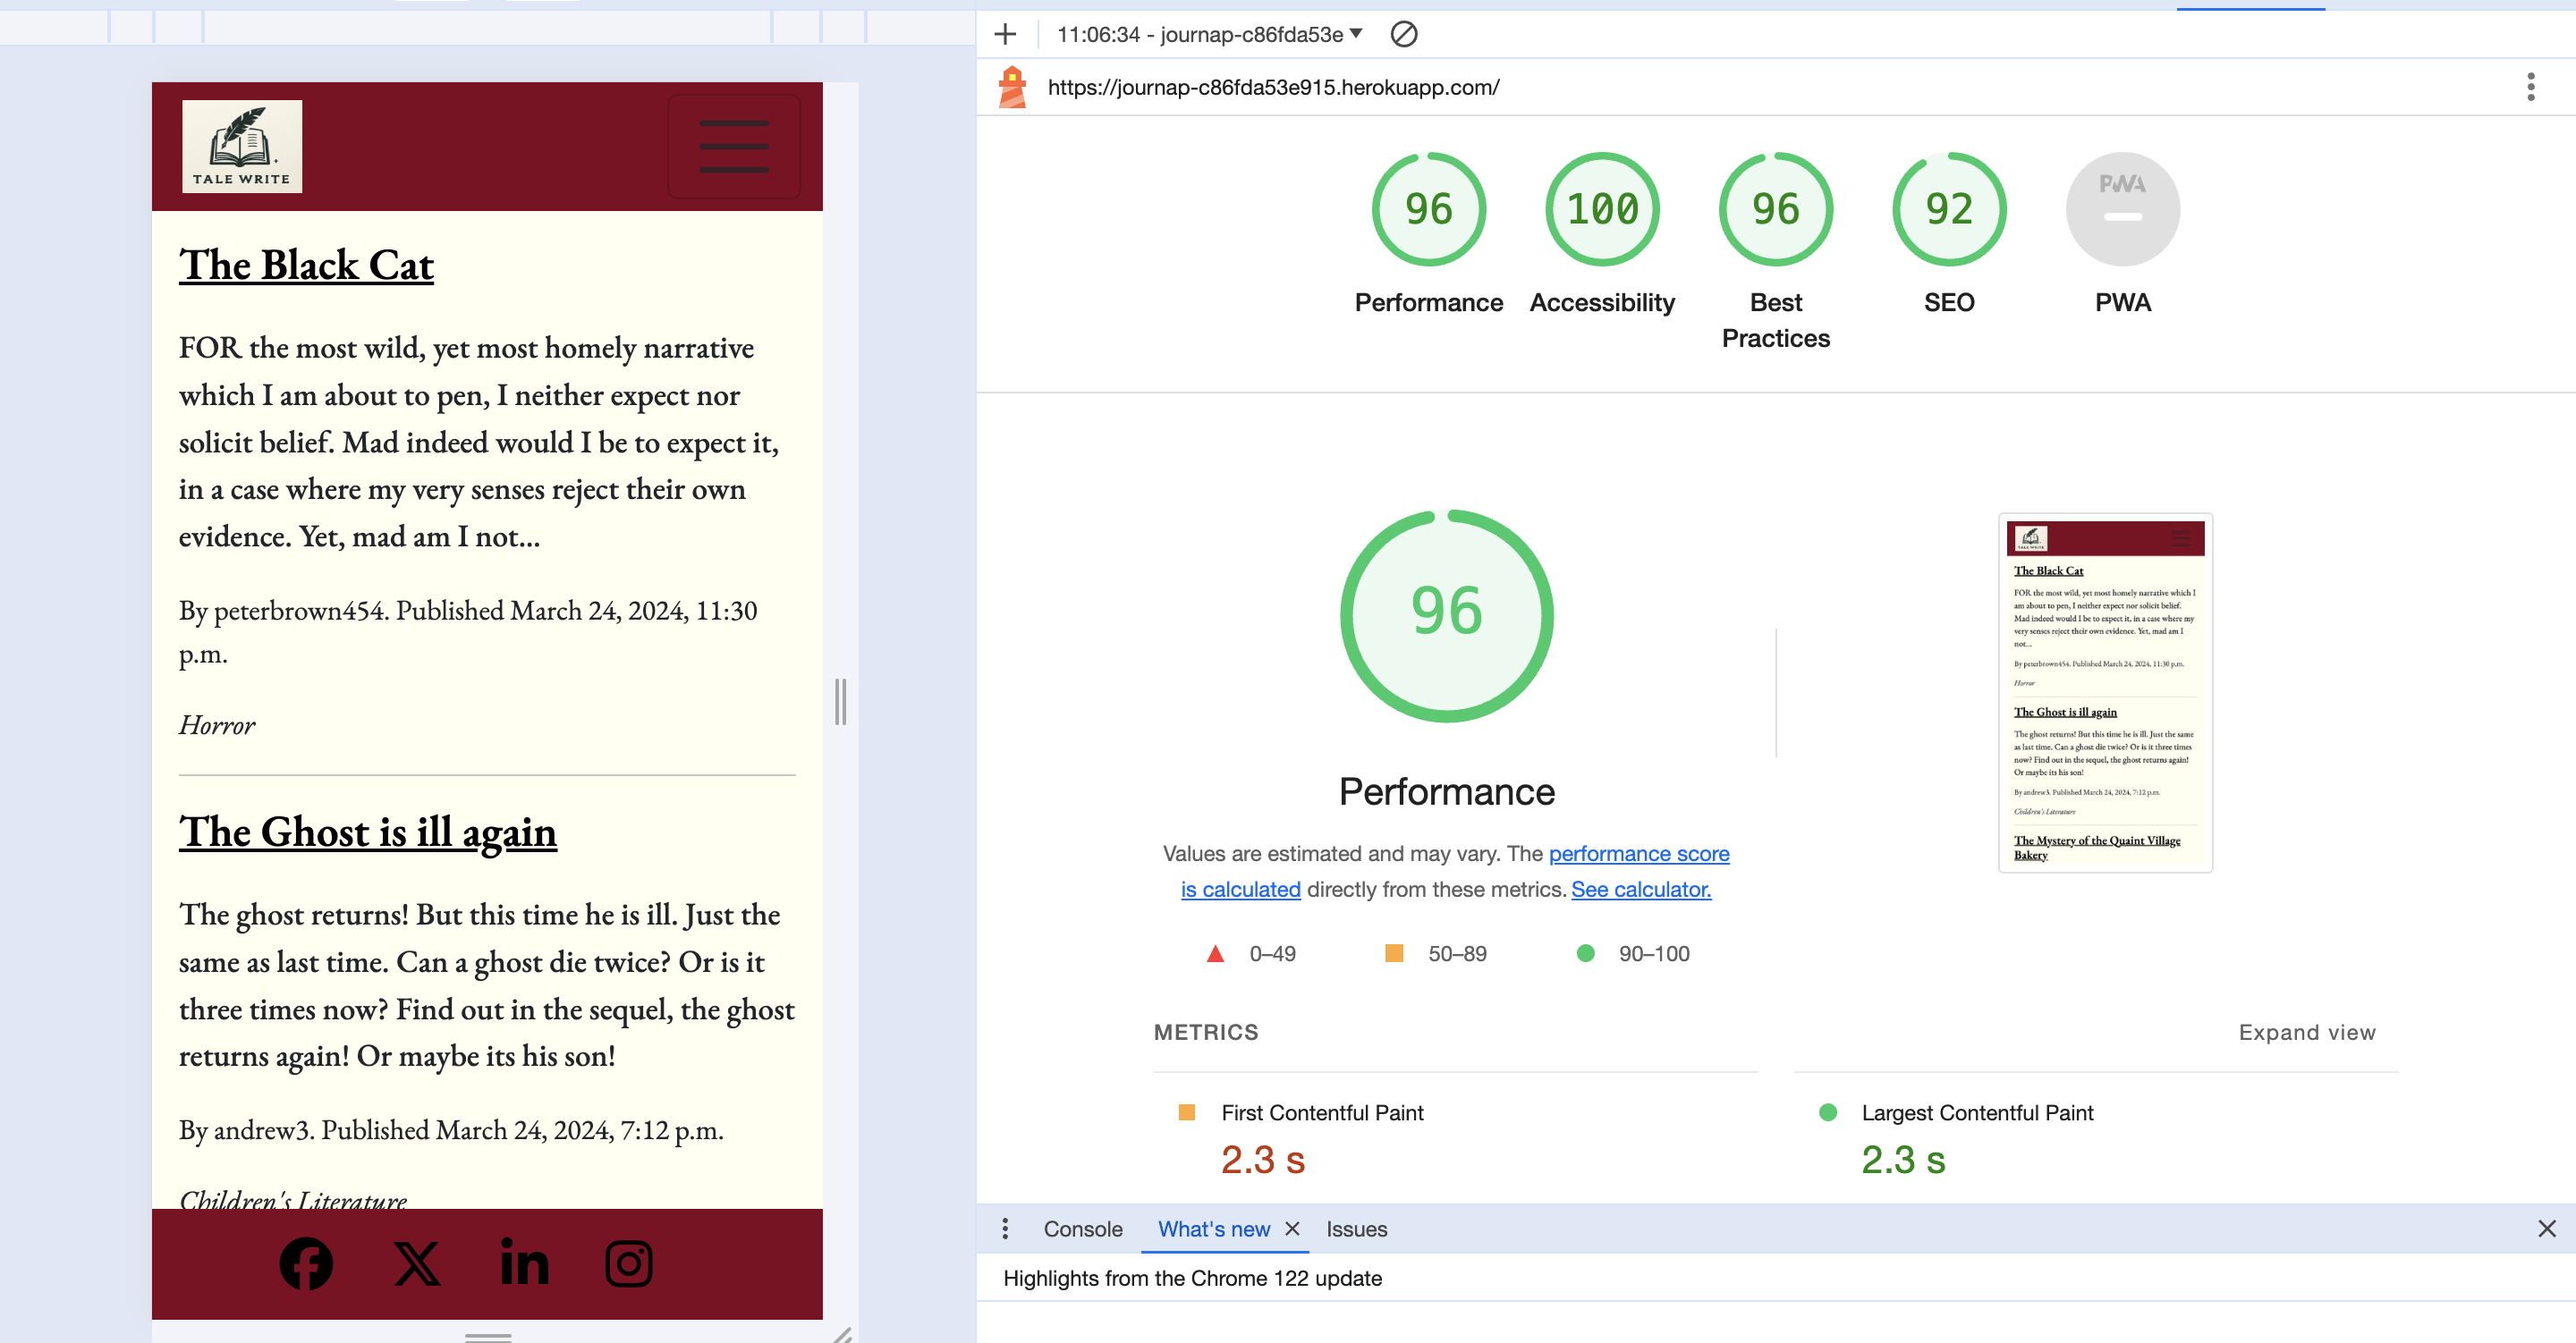 TALE WRITE
The Black Cat
FOR the most wild, yet most homely narrative
which I am about to pen, I neither expect nor
solicit belief. Mad indeed would I be to expect it,
in a case where my very senses reject their own
evidence. Yet, mad am I not...
By peterbrown454. Published March 24, 2024, 11:30
p.m.
Horror
The Ghost is ill again
The ghost returns! But this time he is ill. Just the
same as last time. Can a ghost die twice? Or is it
three times now? Find out in the sequel, the ghost
returns again! Or maybe its his son!
By andrew3. Published March 24, 2024, 7:12 p.m.
Children's Literature
11:06:34 - journap-c86fda53e
https://journap-c86fda53e915.herokuapp.com/
96
100
96
92
PWA
Performance
Accessibility
Best
Practices
SEO
PWA
96
Performance
Values are estimated and may vary. The performance score
is calculated directly from these metrics. See calculator.
0–49
50–89
90–100
TALE WRITE
The Black Cat
FOR the most wild, yet most homely narrative which I
am about to pen, I neither expect nor solicit belief.
Mad indeed would I be to expect it, in a case where my
very senses reject their own evidence. Yet, mad am I
not...
By peterbrown454. Published March 24, 2024, 11:30 p.m.
Horror
The Ghost is ill again
The ghost returns! But this time he is ill. Just the same
as last time. Can a ghost die twice? Or is it three times
now? Find out in the sequel, the ghost returns again!
Or maybe its his son!
By andrew3. Published March 24, 2024, 7:12 p.m.
Children's Literature
The Mystery of the Quaint Village
Bakery
METRICS
Expand view
First Contentful Paint
2.3 s
Largest Contentful Paint
2.3 s
Console
What's new
Issues
Highlights from the Chrome 122 update